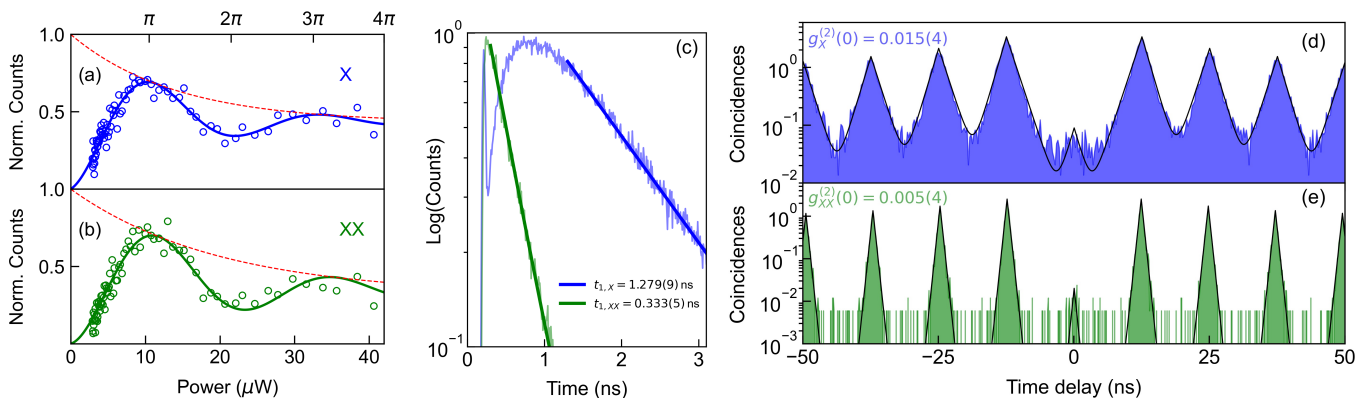 π 2π 3π 4π
1.0
(a)
X
0.5
Norm. Counts
1.0
(b)
XX
0.5
Norm. Counts
0 10 20 30 40
Power (μW)
10⁰
(c)
Log(Counts)
t₁,X = 1.279(9) ns
t₁,XX = 0.333(5) ns
10⁻¹
0 1 2 3
Time (ns)
g_X^(2)(0) = 0.015(4)
(d)
10⁰
10⁻¹
10⁻²
Coincidences
g_XX^(2)(0) = 0.005(4)
(e)
10⁰
10⁻¹
10⁻²
10⁻³
Coincidences
−50 −25 0 25 50
Time delay (ns)